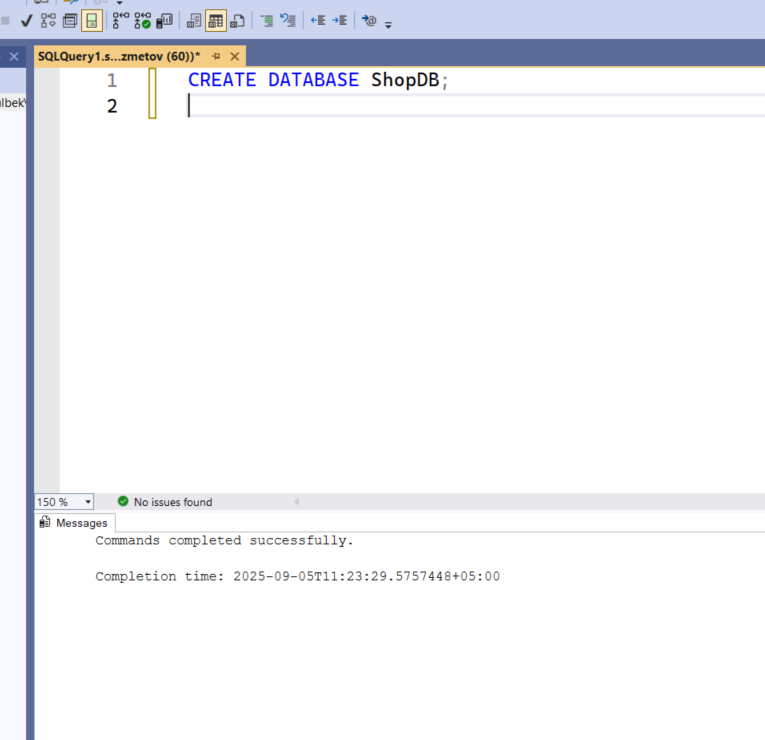 SQLQuery1.s...zmetov (60))*
1 CREATE DATABASE ShopDB;
2
150 %
No issues found
Messages
Commands completed successfully.
Completion time: 2025-09-05T11:23:29.5757448+05:00